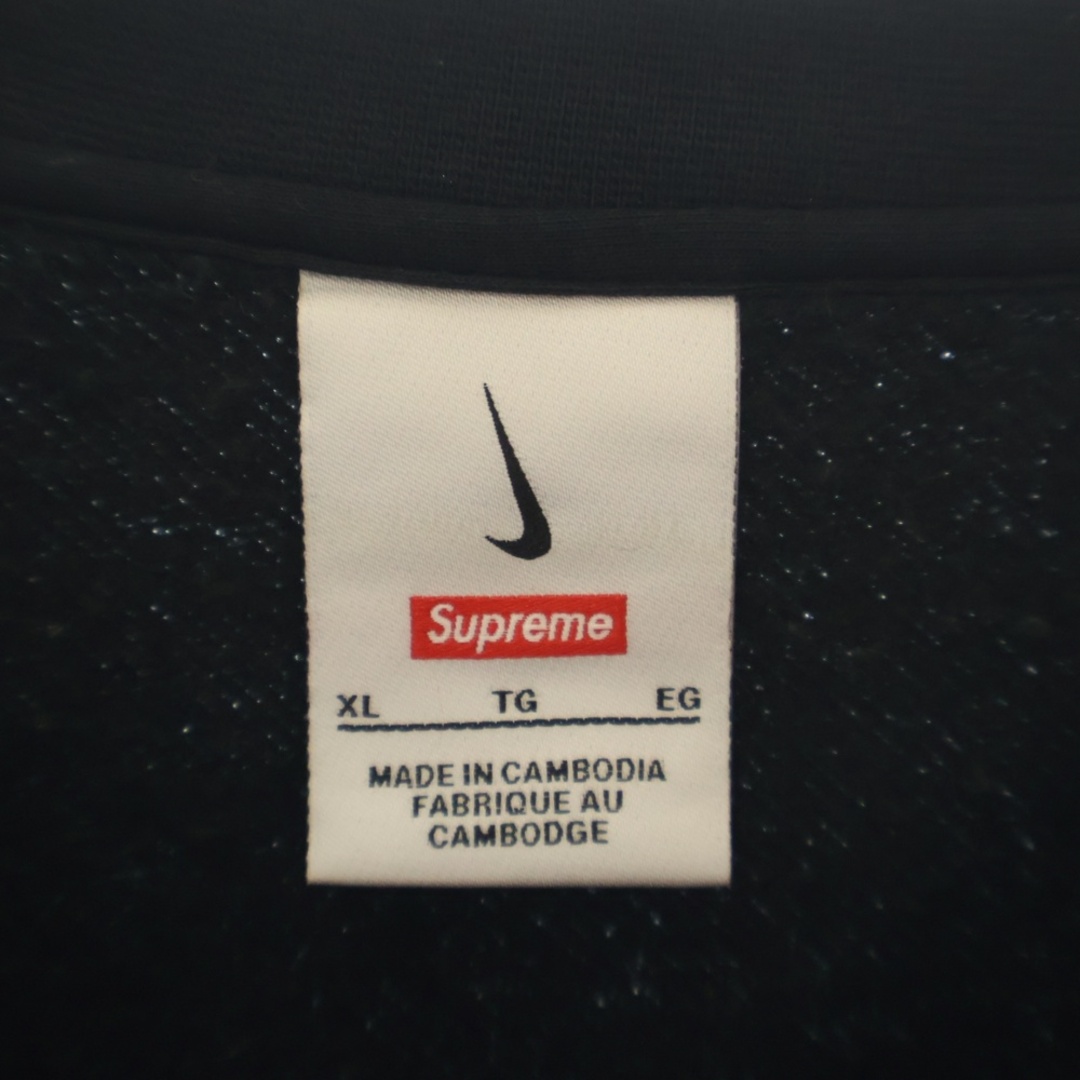 Supreme
XL TG EG
MADE IN CAMBODIA
FABRIQUE AU
CAMBODGE